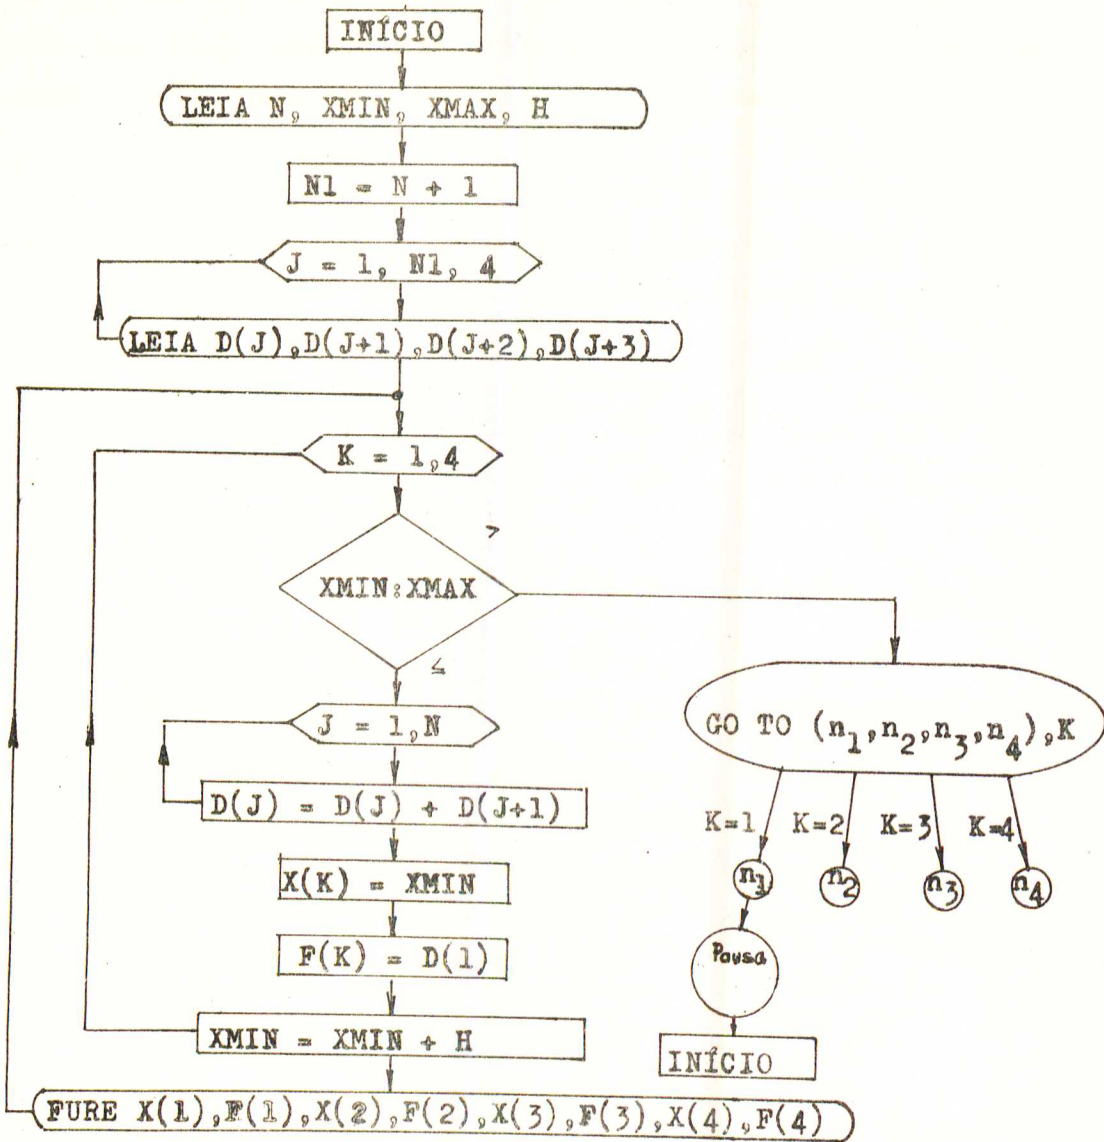 INÍCIO
LEIA N, XMIN, XMAX, H
N1 = N + 1
J = 1, N1, 4
LEIA D(J),D(J+1),D(J+2),D(J+3)
K = 1,4
>
XMIN:XMAX
≤
J = 1,N
GO TO (n1,n2,n3,n4),K
D(J) = D(J) + D(J+1)
K=1 K=2 K=3 K=4
X(K) = XMIN
n1 n2 n3 n4
F(K) = D(1)
Pausa
XMIN = XMIN + H
INÍCIO
FURE X(1),F(1),X(2),F(2),X(3),F(3),X(4),F(4)